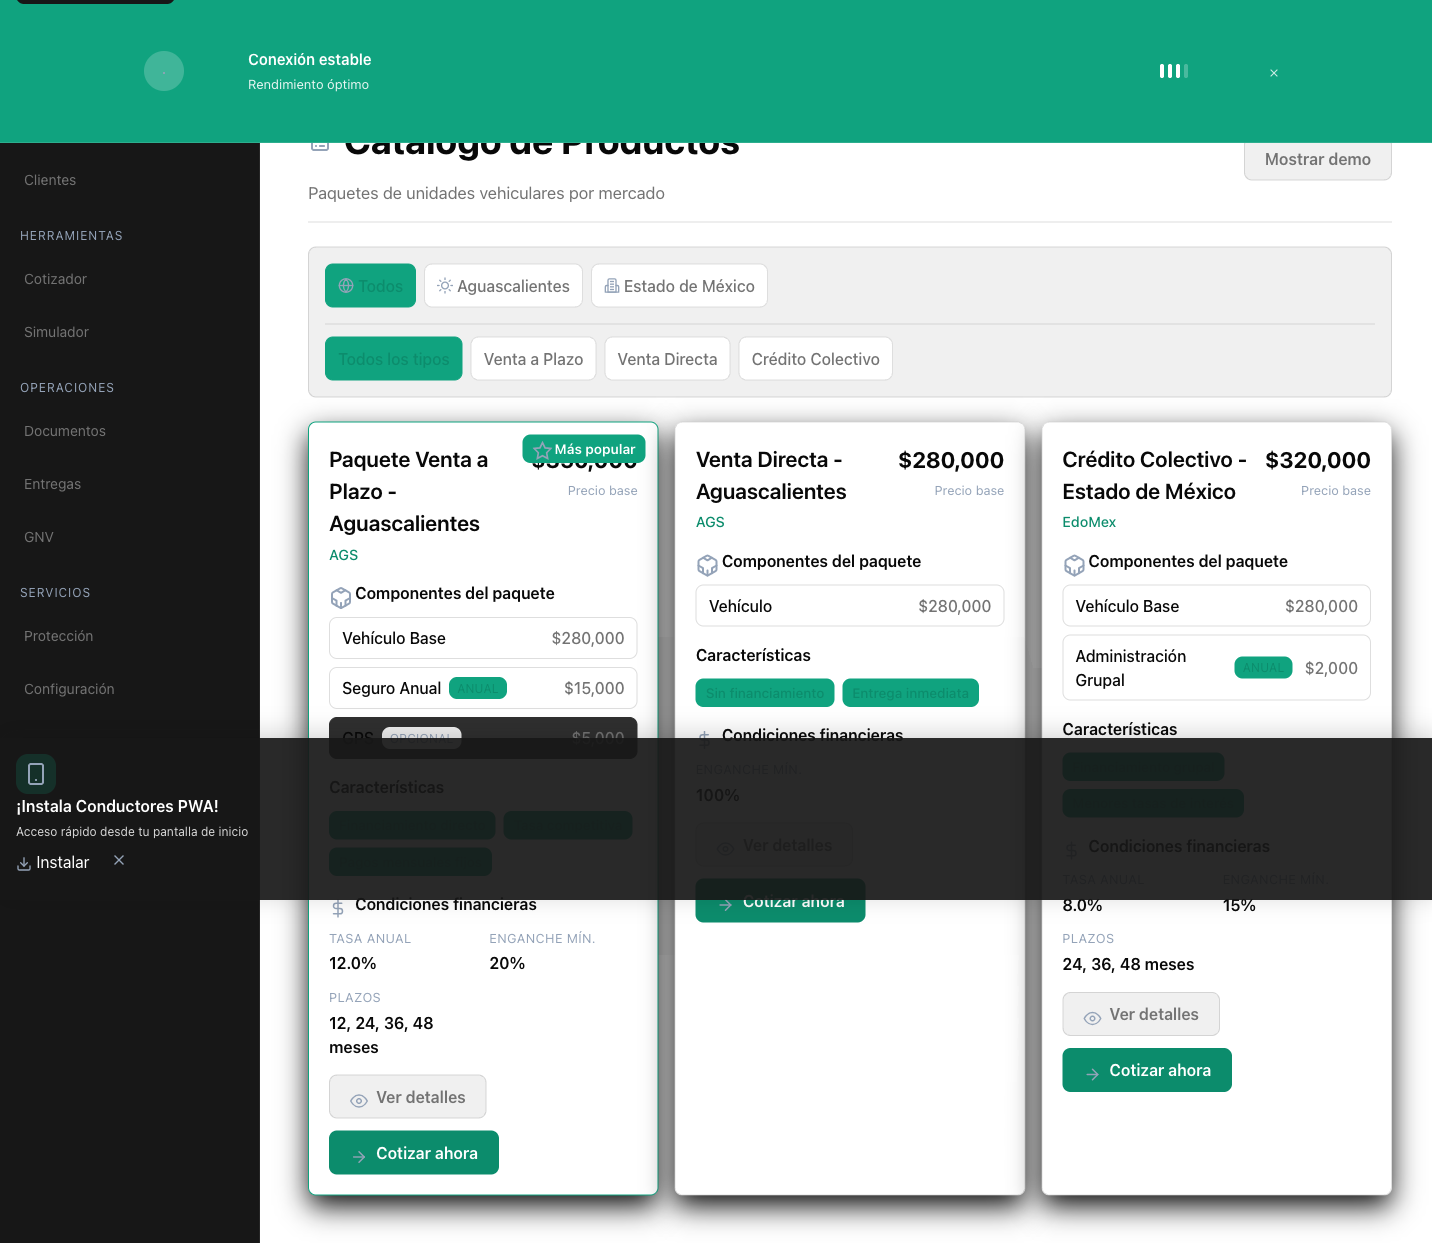 Conexión estable
Rendimiento óptimo
Catálogo de Productos
Mostrar demo
Paquetes de unidades vehiculares por mercado
Clientes
HERRAMIENTAS
Cotizador
Simulador
OPERACIONES
Documentos
Entregas
GNV
SERVICIOS
Protección
Configuración
Todos
Aguascalientes
Estado de México
Todos los tipos
Venta a Plazo
Venta Directa
Crédito Colectivo
Más popular
Paquete Venta a
Plazo -
Aguascalientes
Precio base
AGS
Componentes del paquete
Vehículo Base
$280,000
Seguro Anual
ANUAL
$15,000
GPS
OPCIONAL
$5,000
Características
Condiciones financieras
TASA ANUAL
12.0%
ENGANCHE MÍN.
20%
PLAZOS
12, 24, 36, 48
meses
Ver detalles
Cotizar ahora
Venta Directa -
Aguascalientes
$280,000
Precio base
AGS
Componentes del paquete
Vehículo
$280,000
Características
Sin financiamiento
Entrega inmediata
Condiciones financieras
ENGANCHE MÍN.
100%
Ver detalles
Cotizar ahora
Crédito Colectivo -
Estado de México
$320,000
Precio base
EdoMex
Componentes del paquete
Vehículo Base
$280,000
Administración
Grupal
ANUAL
$2,000
Características
Condiciones financieras
TASA ANUAL
8.0%
ENGANCHE MÍN.
15%
PLAZOS
24, 36, 48 meses
Ver detalles
Cotizar ahora
¡Instala Conductores PWA!
Acceso rápido desde tu pantalla de inicio
Instalar